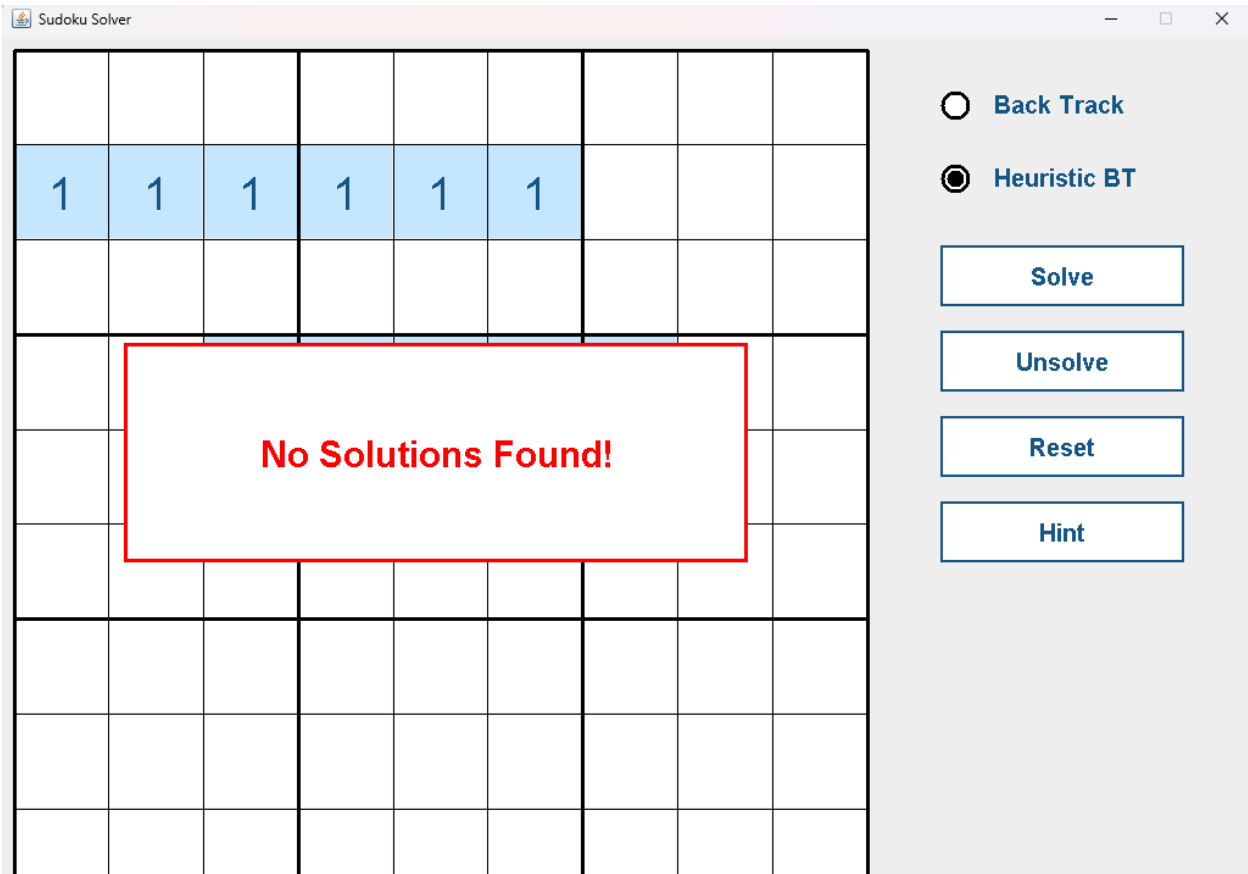 Sudoku Solver
Back Track
1 1 1 1 1 1
Heuristic BT
Solve
Unsolve
No Solutions Found!
Reset
Hint